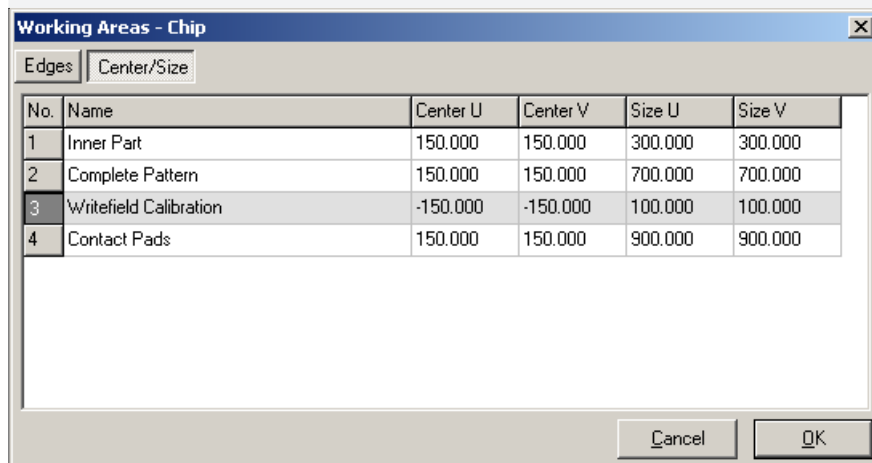 Working Areas - Chip
Edges Center/Size
No. Name Center U Center V Size U Size V
1 Inner Part 150.000 150.000 300.000 300.000
2 Complete Pattern 150.000 150.000 700.000 700.000
3 Writefield Calibration -150.000 -150.000 100.000 100.000
4 Contact Pads 150.000 150.000 900.000 900.000
Cancel OK